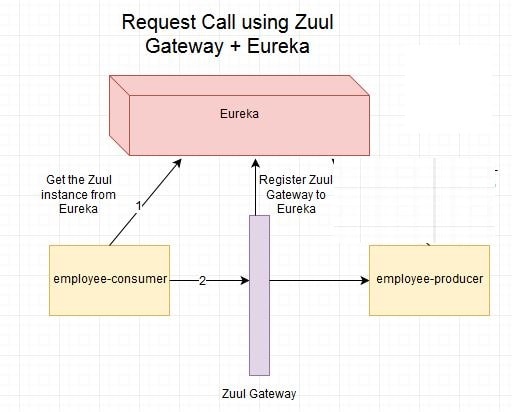 Request Call using Zuul
Gateway + Eureka
Eureka
Get the Zuul
instance from
Eureka
1
Register Zuul
Gateway to
Eureka
employee-consumer
2
employee-producer
Zuul Gateway